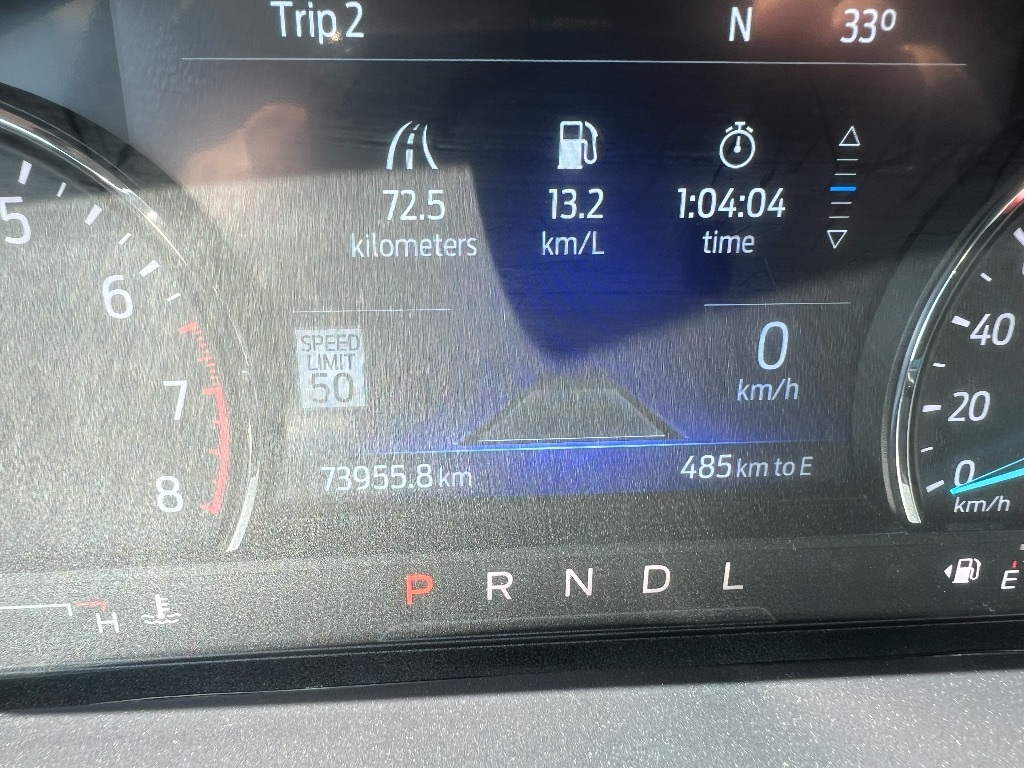 Trip 2 N 33°
72.5 13.2 1:04:04
kilometers km/L time
5
6
7
8
SPEED
LIMIT
50
0
km/h
73955.8 km 485 km to E
40
20
0
km/h
P R N D L
H E